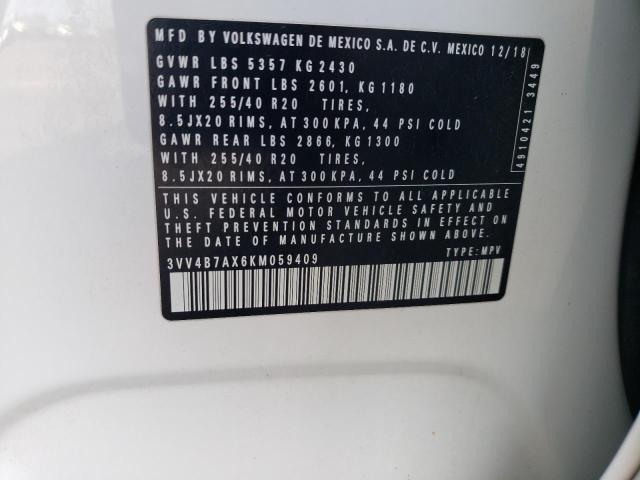 MFD BY VOLKSWAGEN DE MEXICO S.A. DE C.V. MEXICO 12/18
GVWR LBS 5357 KG 2430
GAWR FRONT LBS 2601, KG 1180
WITH 255/40 R20 TIRES,
8.5JX20 RIMS, AT 300 KPA, 44 PSI COLD
GAWR REAR LBS 2866, KG 1300
WITH 255/40 R20 TIRES,
8.5JX20 RIMS, AT 300 KPA, 44 PSI COLD
4910421 3449
THIS VEHICLE CONFORMS TO ALL APPLICABLE
U.S. FEDERAL MOTOR VEHICLE SAFETY AND
THEFT PREVENTION STANDARDS IN EFFECT ON
THE DATE OF MANUFACTURE SHOWN ABOVE.
3VV4B7AX6KM059409 TYPE: MPV